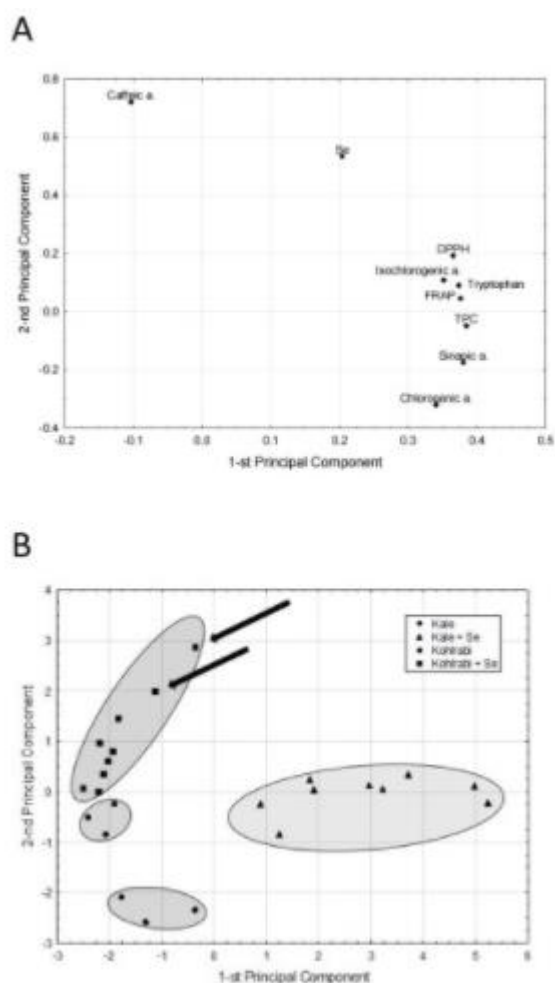 A
0.8
Caffeic a.
0.6
Se
0.4
2-nd Principal Component
0.2
DPPH
Isochlorogenic a.
Tryptophan
FRAP
0.0
TPC
-0.2
Sinapic a.
Chlorogenic a.
-0.4
-0.2 -0.1 0.0 0.1 0.2 0.3 0.4 0.5
1-st Principal Component
B
4
Kale
Kale + Se
Kohlrabi
Kohlrabi + Se
3
2
2-nd Principal Component
1
0
-1
-2
-3
-3 -2 -1 0 1 2 3 4 5 6
1-st Principal Component